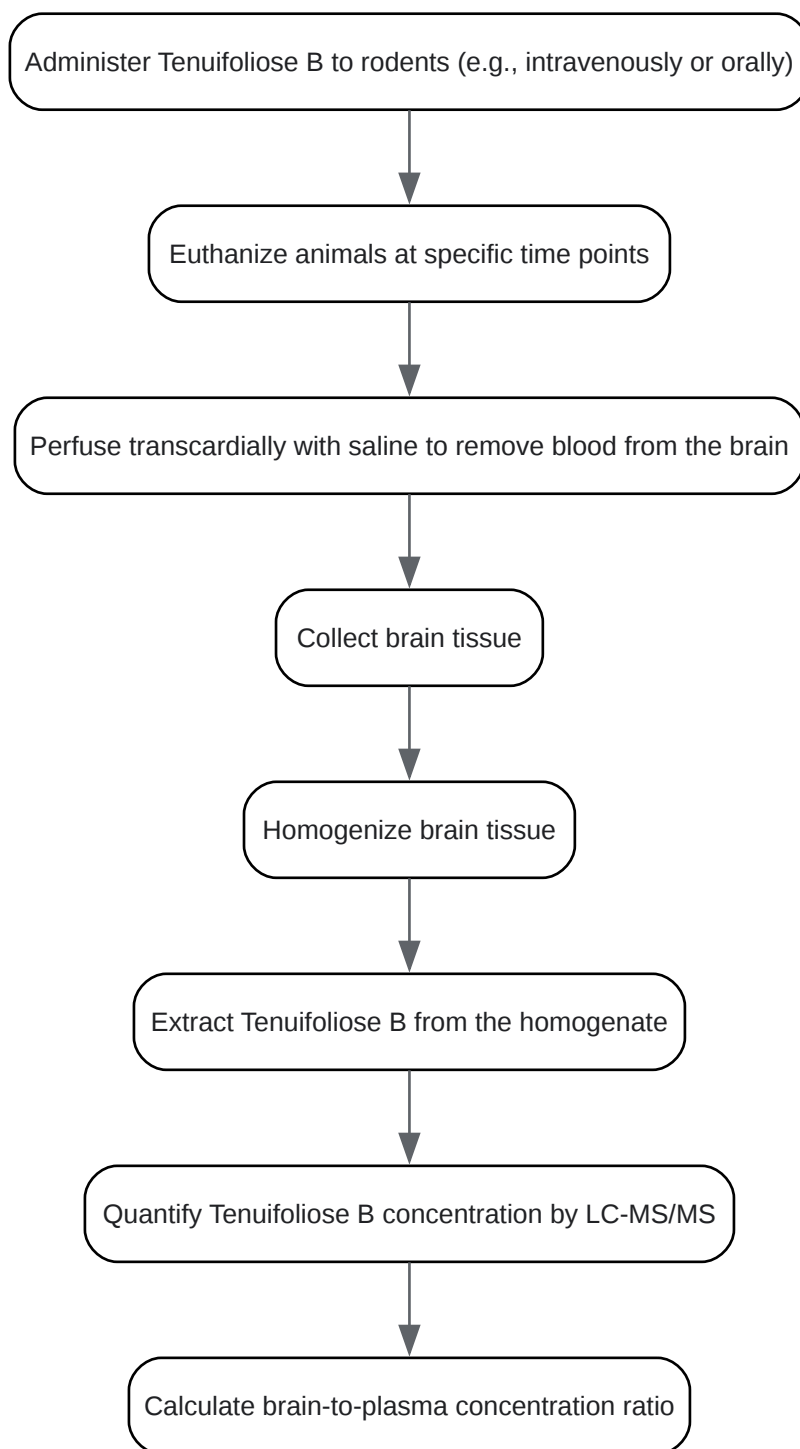 Administer Tenuifoliose B to rodents (e.g., intravenously or orally)
Euthanize animals at specific time points
Perfuse transcardially with saline to remove blood from the brain
Collect brain tissue
Homogenize brain tissue
Extract Tenuifoliose B from the homogenate
Quantify Tenuifoliose B concentration by LC-MS/MS
Calculate brain-to-plasma concentration ratio